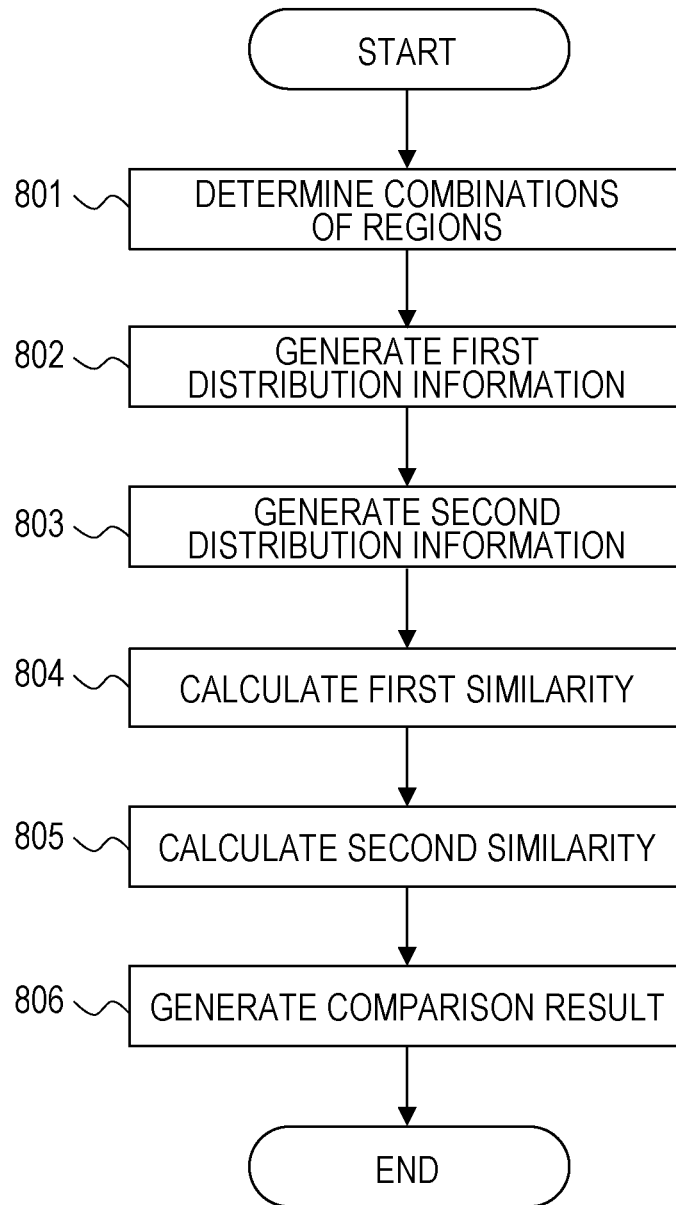 START
801
DETERMINE COMBINATIONS
OF REGIONS
802
GENERATE FIRST
DISTRIBUTION INFORMATION
803
GENERATE SECOND
DISTRIBUTION INFORMATION
804
CALCULATE FIRST SIMILARITY
805
CALCULATE SECOND SIMILARITY
806
GENERATE COMPARISON RESULT
END